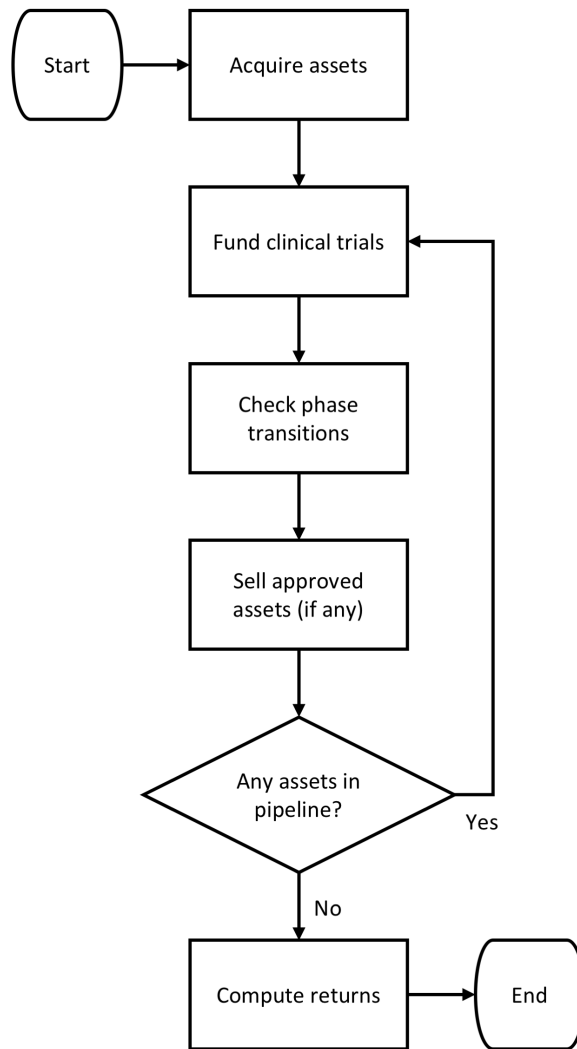 Start
Acquire assets
Fund clinical trials
Check phase
transitions
Sell approved
assets (if any)
Any assets in
pipeline?
Yes
No
Compute returns
End